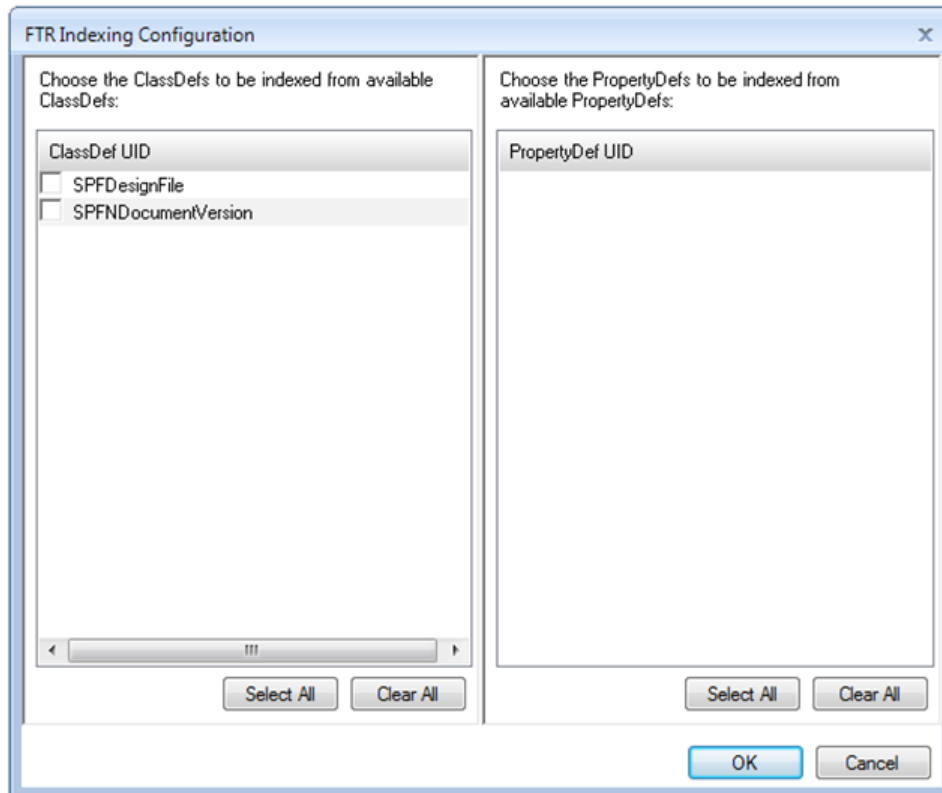 FTR Indexing Configuration
Choose the ClassDefs to be indexed from available
ClassDefs:
ClassDef UID
SPFDesignFile
SPFNDocumentVersion
Select All
Clear All
Choose the PropertyDefs to be indexed from
available PropertyDefs:
PropertyDef UID
Select All
Clear All
OK
Cancel